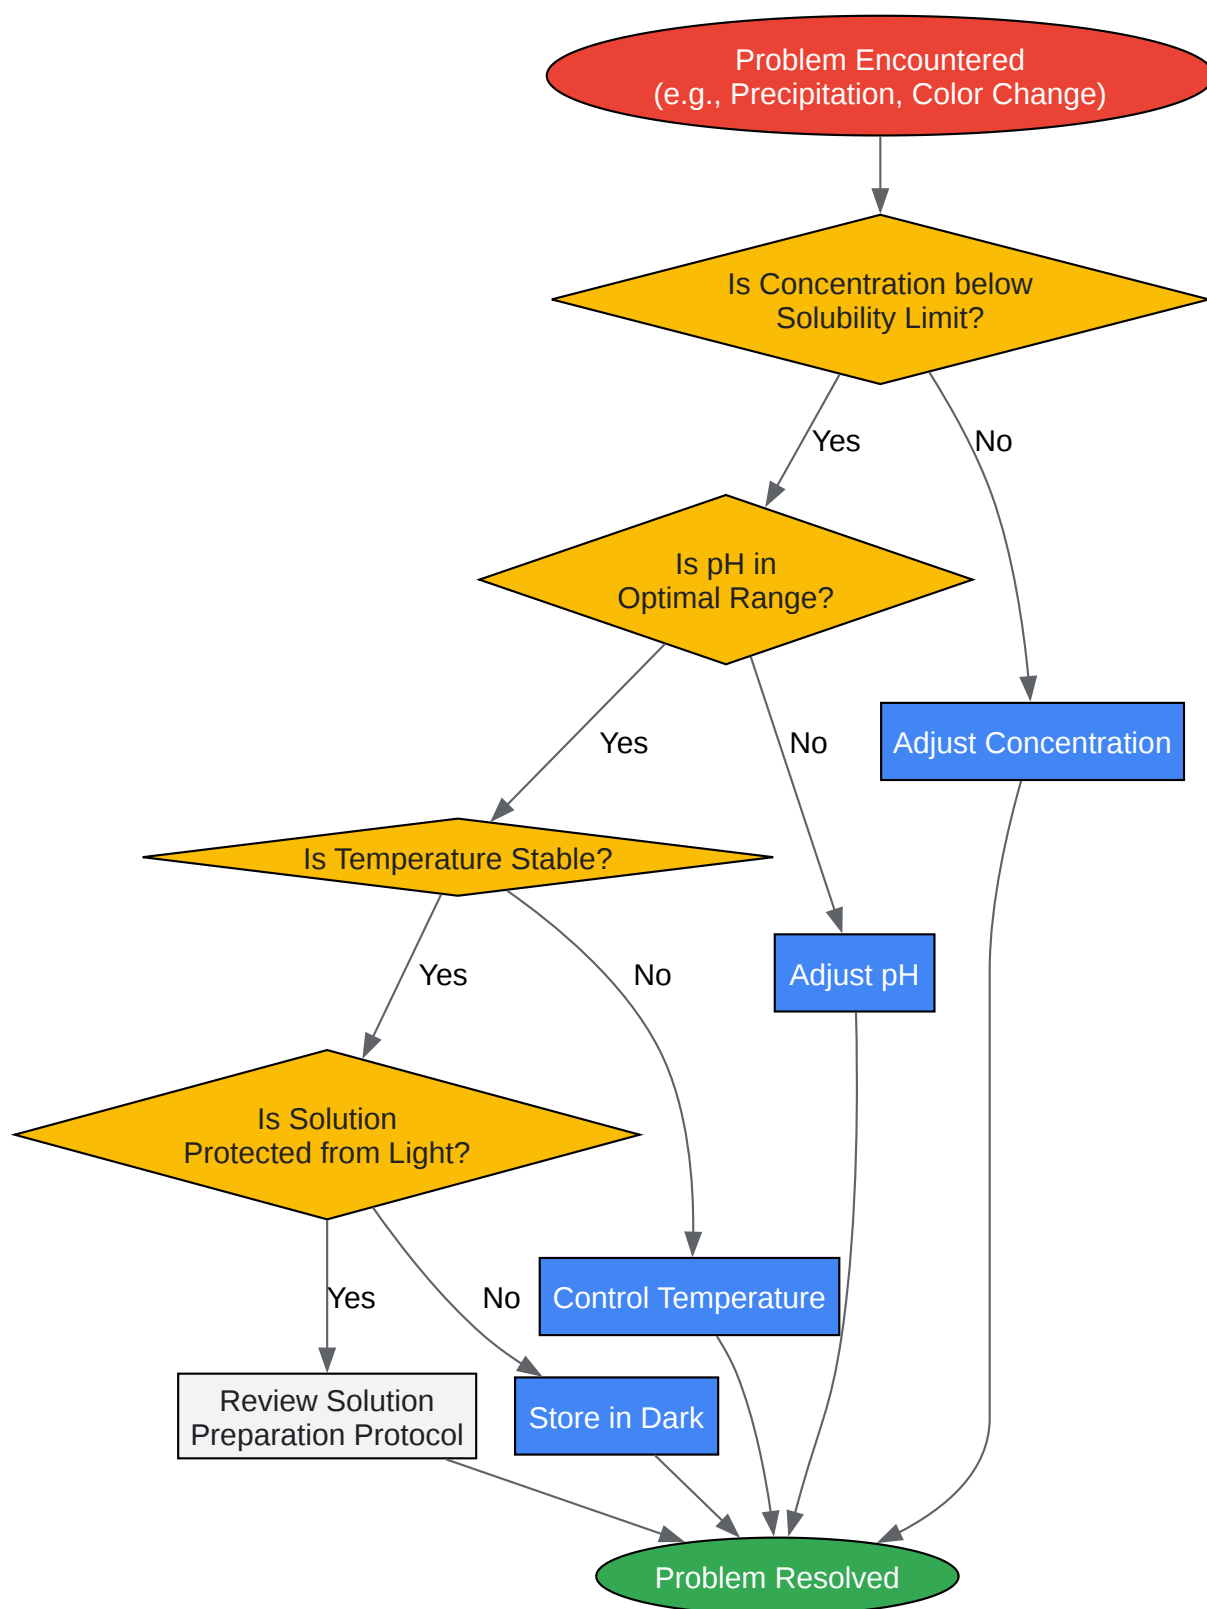 Problem Encountered
(e.g., Precipitation, Color Change)
Is Concentration below
Solubility Limit?
Yes
No
Is pH in
Optimal Range?
Yes
No
Adjust Concentration
Is Temperature Stable?
Yes
No
Adjust pH
Is Solution
Protected from Light?
Yes
No
Control Temperature
Review Solution
Preparation Protocol
Store in Dark
Problem Resolved